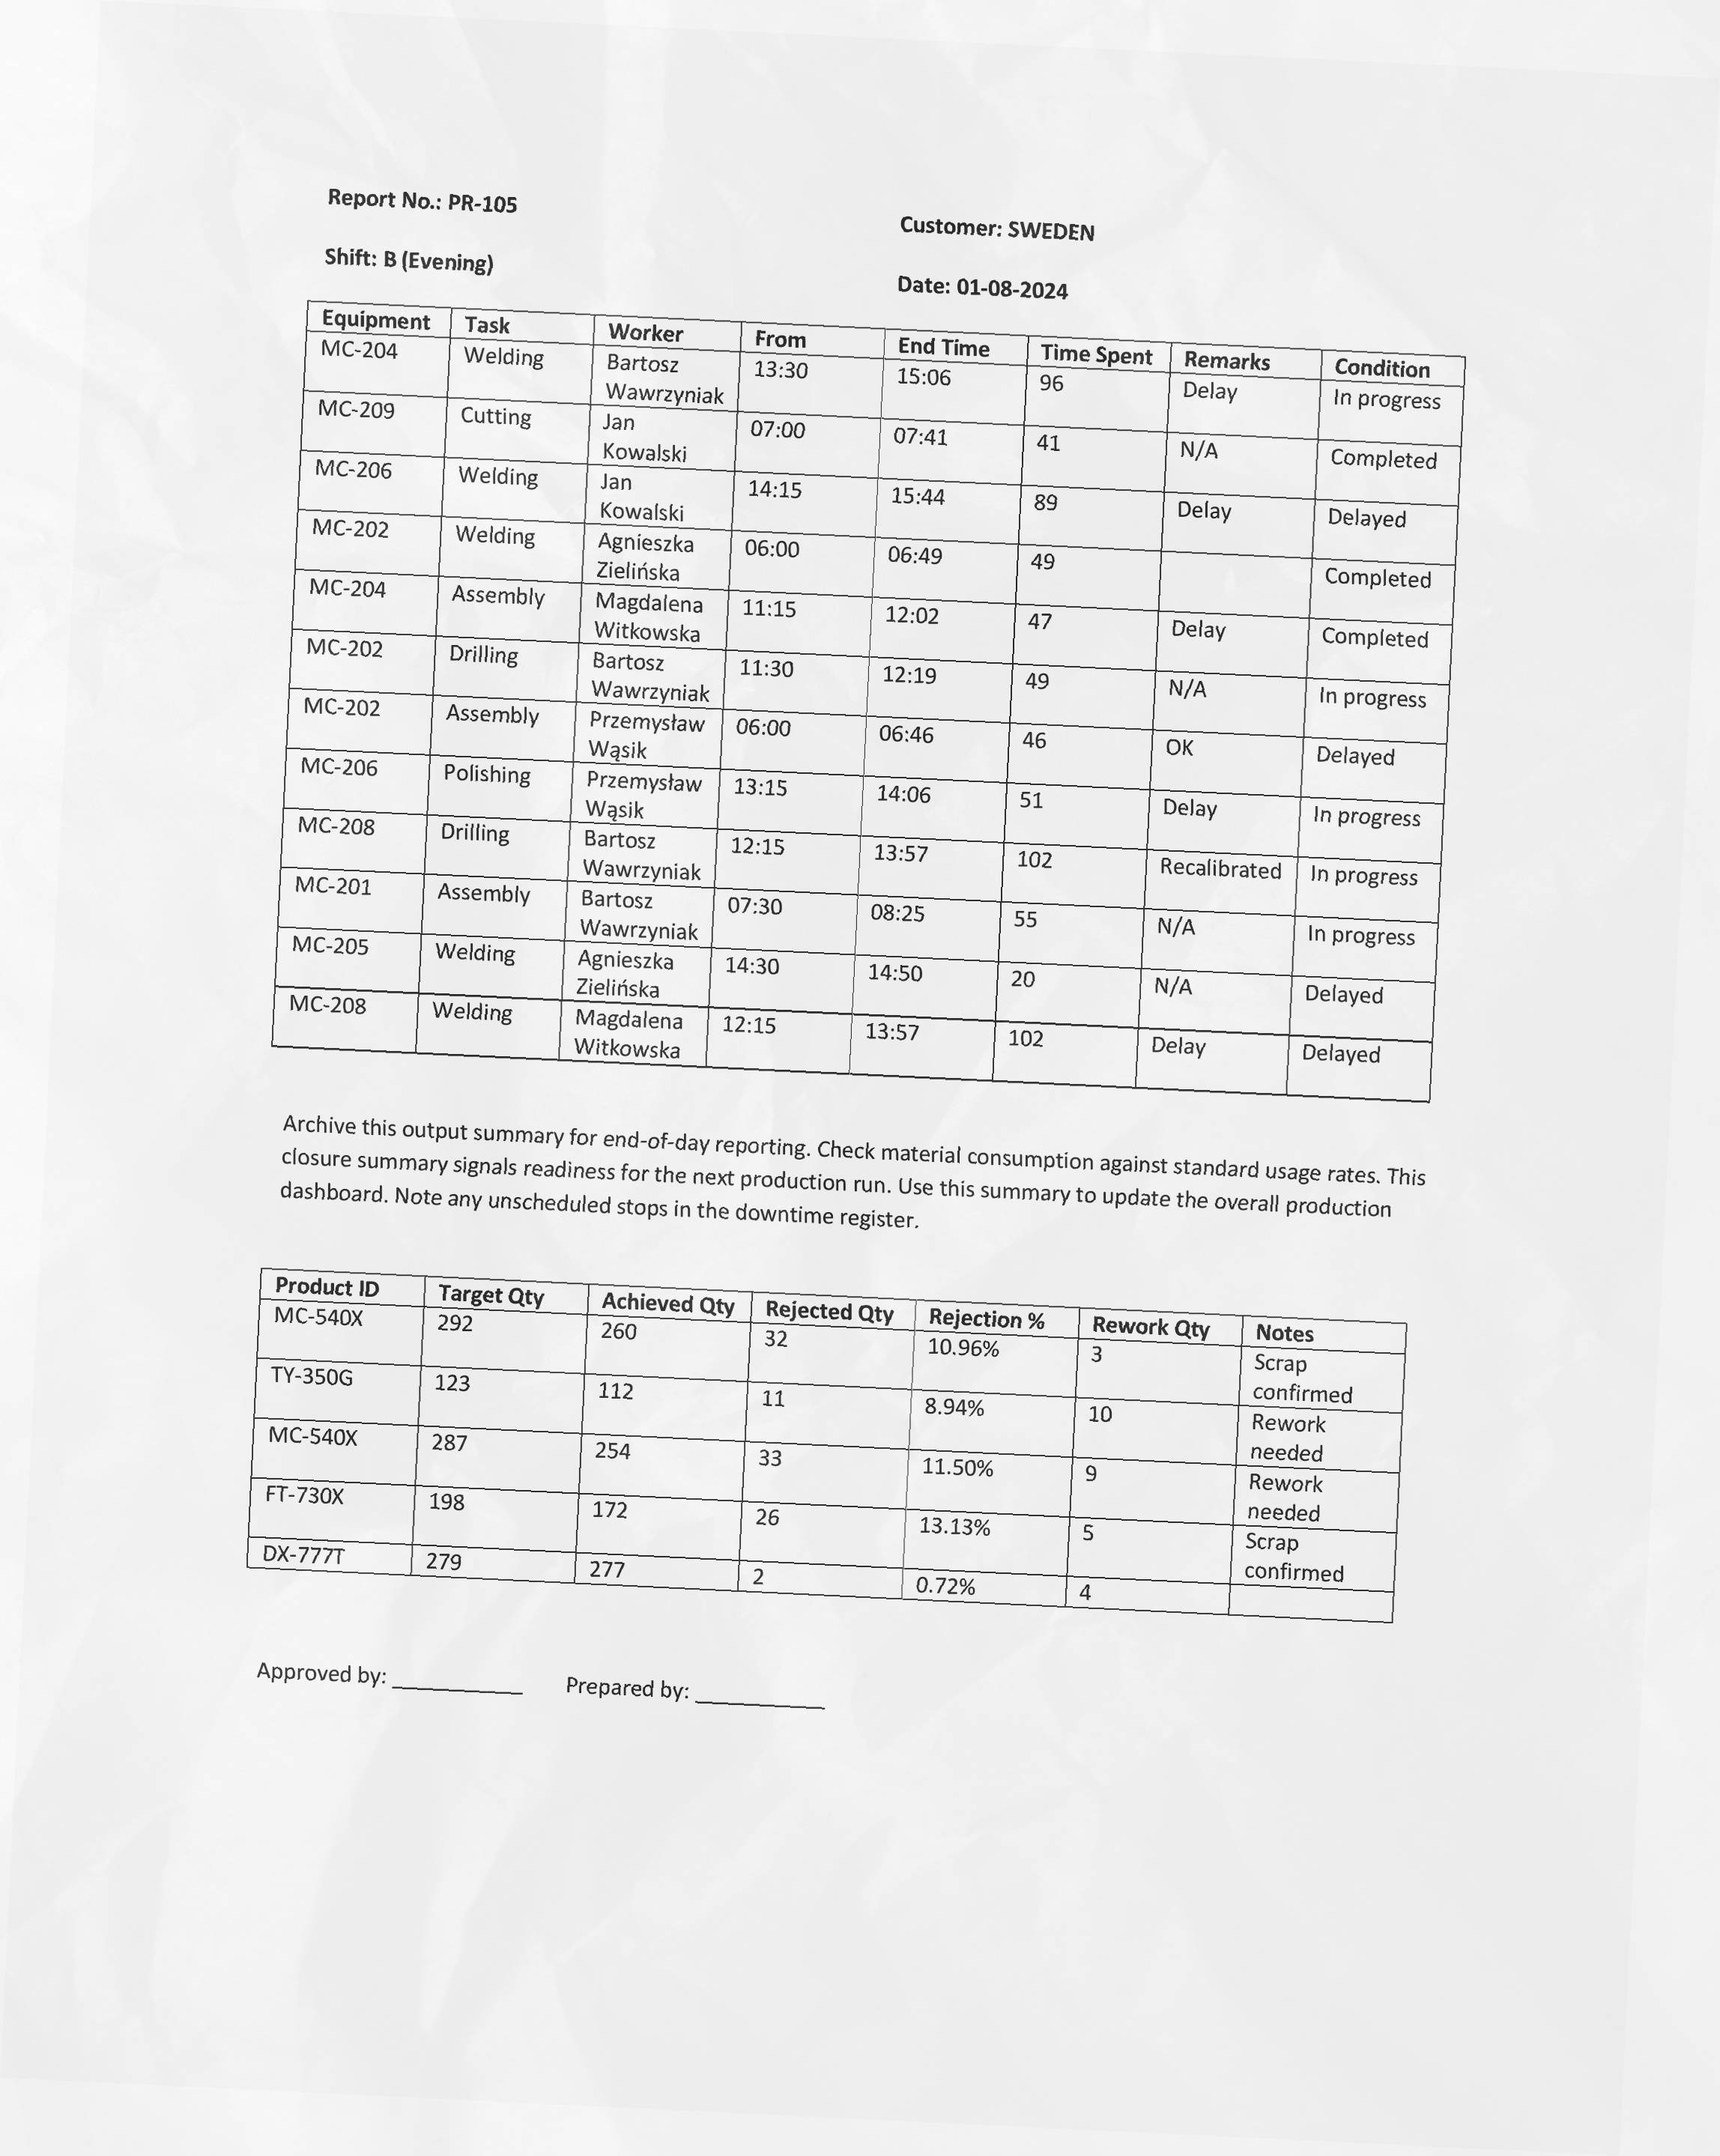 Report No.: PR-105
Customer: SWEDEN
Shift: B (Evening)
Date: 01-08-2024
Equipment Task Worker From End Time Time Spent Remarks Condition
MC-204 Welding Bartosz Wawrzyniak 13:30 15:06 96 Delay In progress
MC-209 Cutting Jan Kowalski 07:00 07:41 41 N/A Completed
MC-206 Welding Jan Kowalski 14:15 15:44 89 Delay Delayed
MC-202 Welding Agnieszka Zielińska 06:00 06:49 49 Completed
MC-204 Assembly Magdalena Witkowska 11:15 12:02 47 Delay Completed
MC-202 Drilling Bartosz Wawrzyniak 11:30 12:19 49 N/A In progress
MC-202 Assembly Przemysław Wąsik 06:00 06:46 46 OK Delayed
MC-206 Polishing Przemysław Wąsik 13:15 14:06 51 Delay In progress
MC-208 Drilling Bartosz Wawrzyniak 12:15 13:57 102 Recalibrated In progress
MC-201 Assembly Bartosz Wawrzyniak 07:30 08:25 55 N/A In progress
MC-205 Welding Agnieszka Zielińska 14:30 14:50 20 N/A Delayed
MC-208 Welding Magdalena Witkowska 12:15 13:57 102 Delay Delayed
Archive this output summary for end-of-day reporting. Check material consumption against standard usage rates. This
closure summary signals readiness for the next production run. Use this summary to update the overall production
dashboard. Note any unscheduled stops in the downtime register.
Product ID Target Qty Achieved Qty Rejected Qty Rejection % Rework Qty Notes
MC-540X 292 260 32 10.96% 3 Scrap confirmed
TY-350G 123 112 11 8.94% 10 Rework needed
MC-540X 287 254 33 11.50% 9 Rework needed
FT-730X 198 172 26 13.13% 5 Scrap confirmed
DX-777T 279 277 2 0.72% 4
Approved by: __________ Prepared by: __________